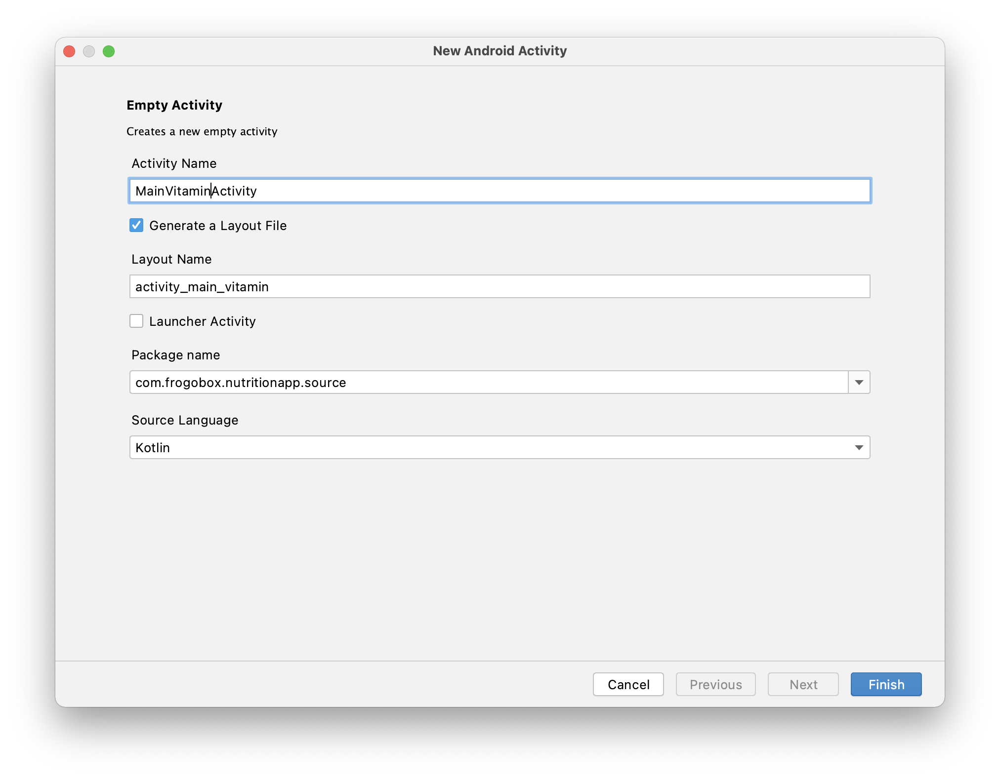 New Android Activity
Empty Activity
Creates a new empty activity
Activity Name
MainVitaminActivity
Generate a Layout File
Layout Name
activity_main_vitamin
Launcher Activity
Package name
com.frogobox.nutritionapp.source
Source Language
Kotlin
Cancel Previous Next Finish